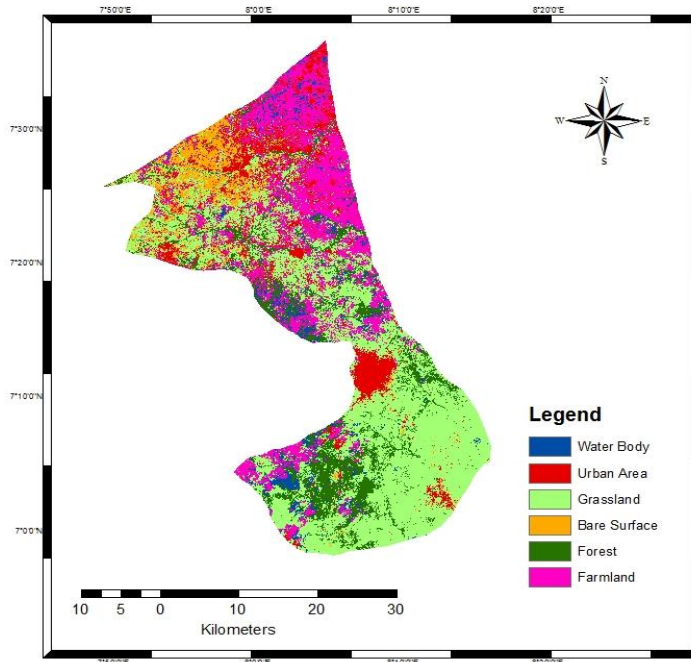 7°50'0"E 8°0'0"E 8°10'0"E 8°20'0"E
N
W E
S
7°30'0"N
7°20'0"N
7°10'0"N
7°0'0"N
Legend
Water Body
Urban Area
Grassland
Bare Surface
Forest
Farmland
10 5 0 10 20 30
Kilometers